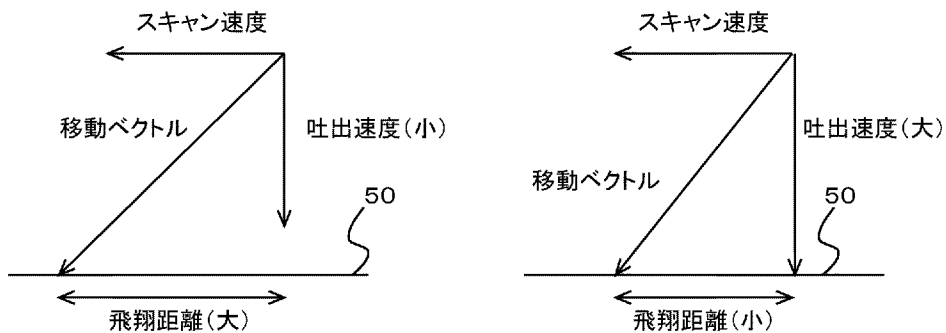 スキャン速度
移動ベクトル
吐出速度(小)
50
飛翔距離(大)
スキャン速度
吐出速度(大)
移動ベクトル
50
飛翔距離(小)